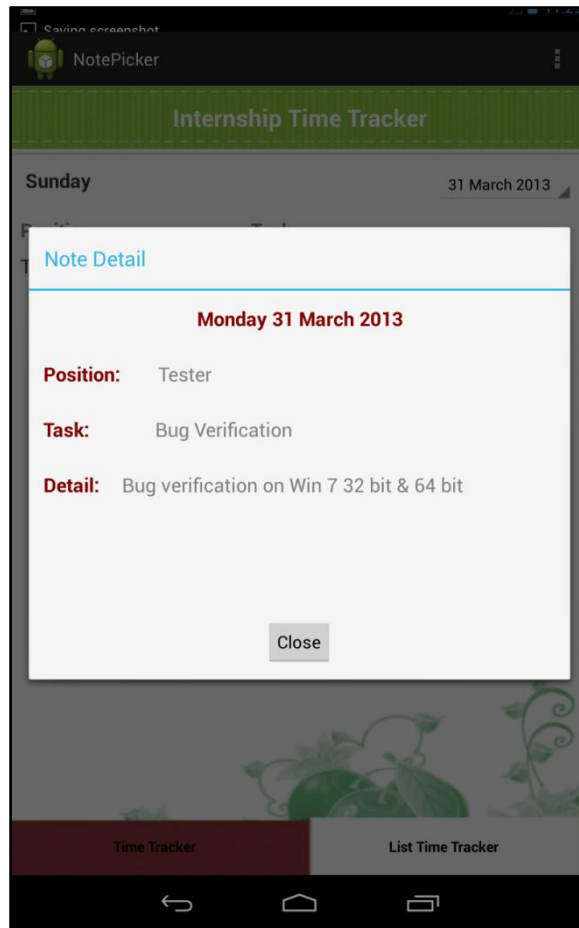 Saving screenshot
NotePicker
Internship Time Tracker
Sunday
31 March 2013
Note Detail
Monday 31 March 2013
Position: Tester
Task: Bug Verification
Detail: Bug verification on Win 7 32 bit & 64 bit
Close
Time Tracker
List Time Tracker